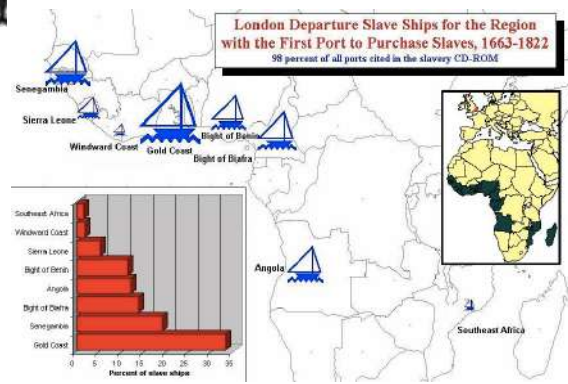 London Departure Slave Ships for the Region
with the First Port to Purchase Slaves, 1663-1822
98 percent of all ports cited in the slavery CD-ROM
Senegambia
Sierra Leone
Windward Coast
Gold Coast
Bight of Benin
Bight of Biafra
Angola
Southeast Africa
Southeast Africa
Windward Coast
Sierra Leone
Bight of Benin
Angola
Bight of Biafra
Senegambia
Gold Coast
0 5 10 15 20 25 30 35
Percent of slave ships